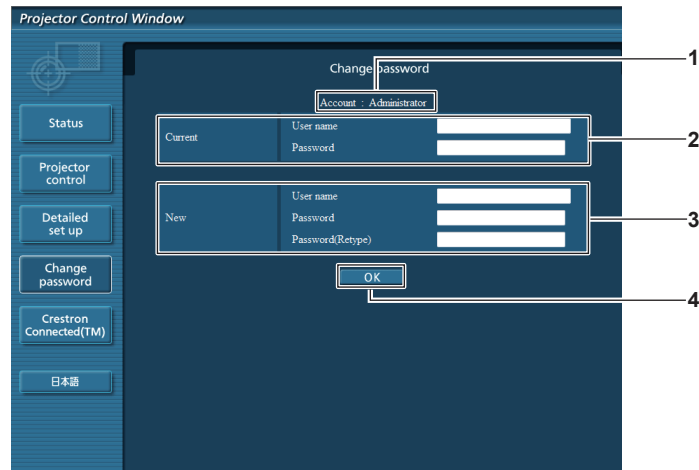 Projector Control Window
Change password
1
Account : Administrator
Status
Current
User name
Password
2
Projector
control
Detailed
set up
New
User name
Password
Password(Retype)
3
Change
password
OK
4
Crestron
Connected(TM)
日本語